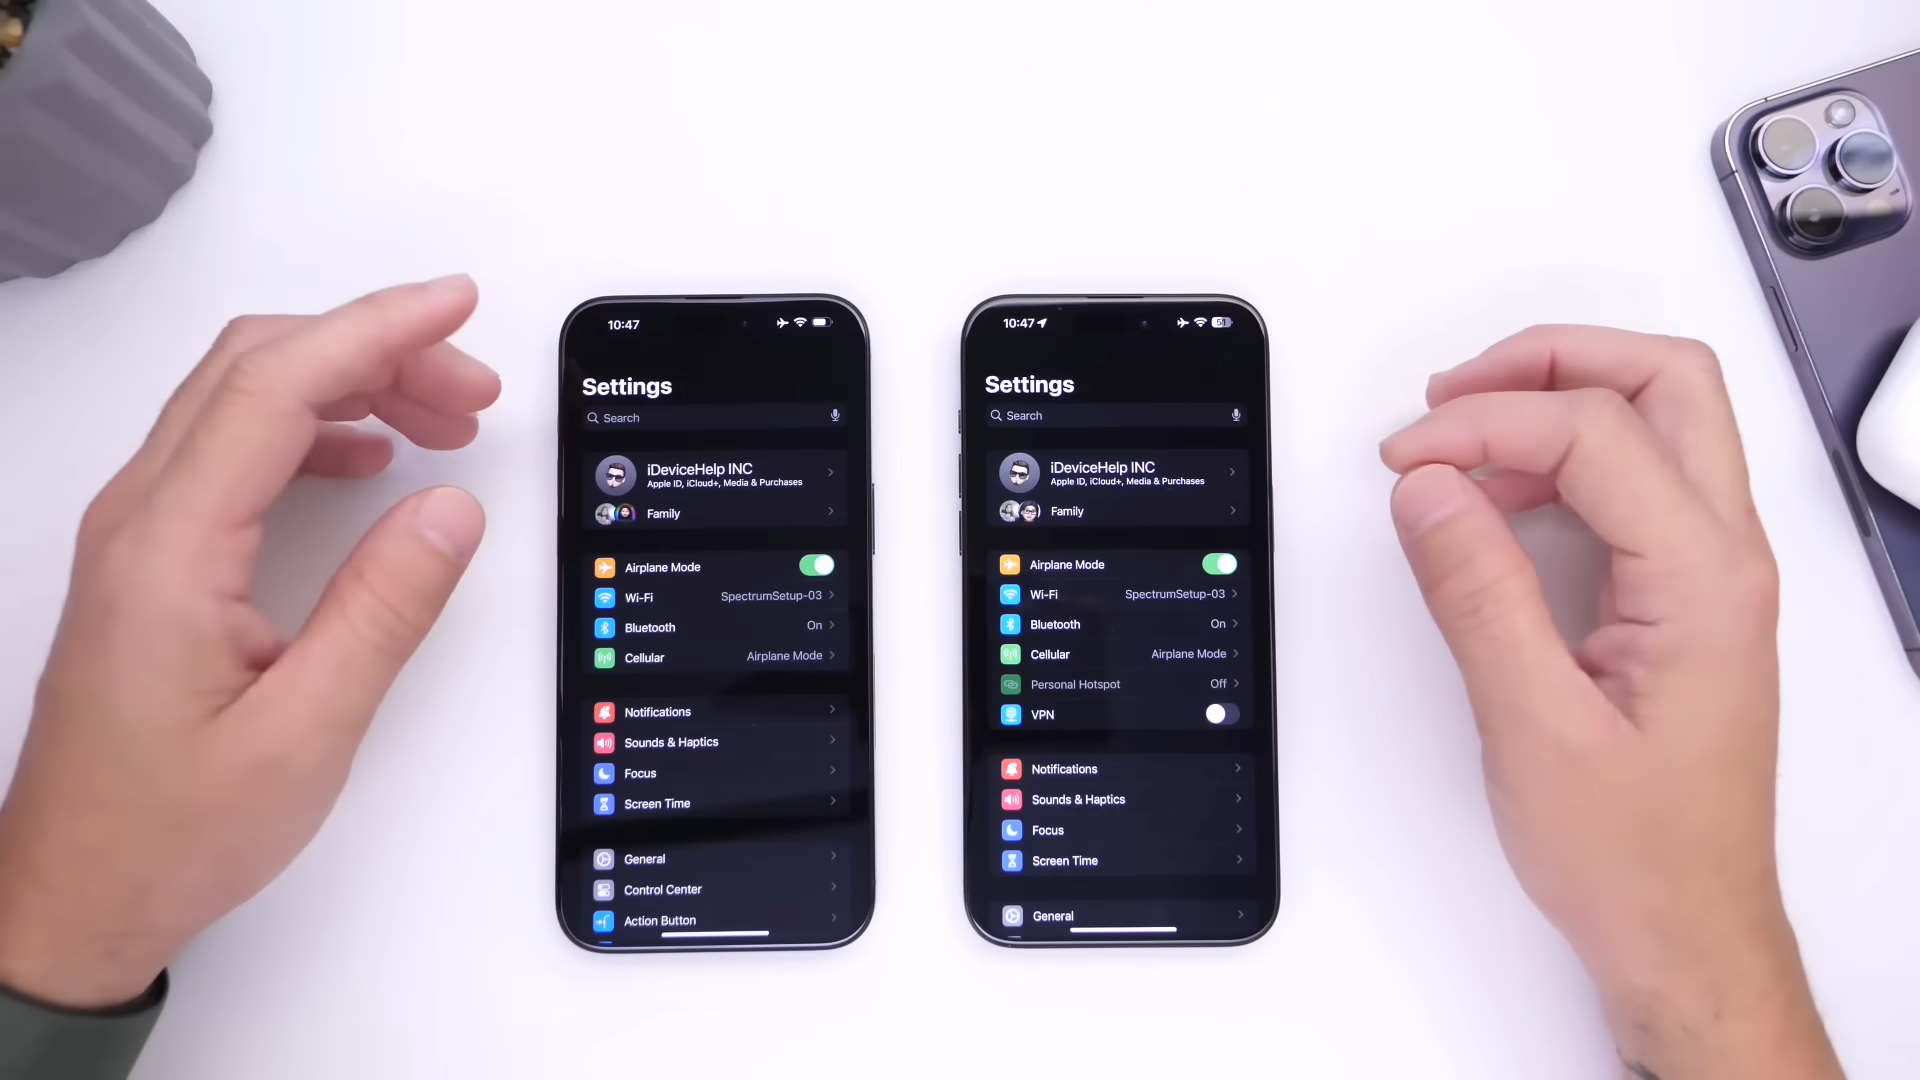 10:47
Settings
Search
iDeviceHelp INC
Apple ID, iCloud+, Media & Purchases
Family
Airplane Mode
Wi-Fi SpectrumSetup-03
Bluetooth On
Cellular Airplane Mode
Notifications
Sounds & Haptics
Focus
Screen Time
General
Control Center
Action Button
10:47 51
Settings
Search
iDeviceHelp INC
Apple ID, iCloud+, Media & Purchases
Family
Airplane Mode
Wi-Fi SpectrumSetup-03
Bluetooth On
Cellular Airplane Mode
Personal Hotspot Off
VPN
Notifications
Sounds & Haptics
Focus
Screen Time
General